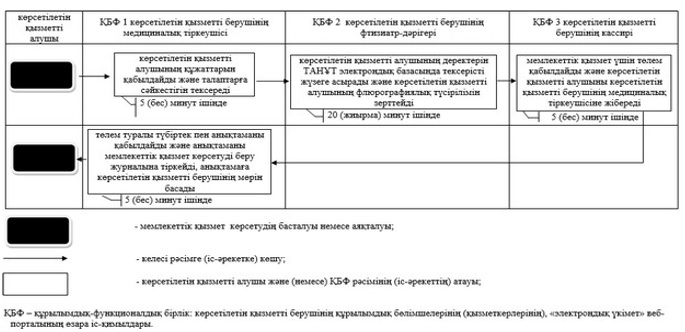 көрсетілетін
қызметті
алушы
ҚБФ 1 көрсетілетін қызметті берушінің
медициналық тіркеушісі
ҚБФ 2 көрсетілетін қызметті берушінің
фтизиатр-дәрігері
ҚБФ 3 көрсетілетін қызметті
берушінің кассирі
көрсетілетін қызметті
алушының құжаттарын
қабылдайды және талаптарға
сәйкестігін тексереді
5 (бес) минут ішінде
көрсетілетін қызметті алушының деректерін
ТАНҰТ электрондық базасында тексерісті
жүзеге асырады және көрсетілетін қызметті
алушының флюрографиялық түсірілімін
зерттейді
20 (жиырма) минут ішінде
мемлекеттік қызмет үшін төлем
қабылдайды және көрсетілетін
қызметті алушыны көрсетілетін
қызметті берушінің медициналық
тіркеушісіне жібереді
5 (бес) минут ішінде
төлем туралы түбіртек пен анықтаманы
қабылдайды және анықтаманы
мемлекеттік қызмет көрсетуді беру
журналына тіркейді, анықтамаға
көрсетілетін қызметті берушінің мөрін
басады
5 (бес) минут ішінде
- мемлекеттік қызмет көрсетудің басталуы немесе аяқталуы;
- келесі рәсімге (іс-әрекетке) көшу;
- көрсетілетін қызметті алушы және (немесе) ҚБФ рәсімінің (іс-әрекеттің) атауы;
ҚБФ – құрылымдық-функционалдық бірлік: көрсетілетін қызметті берушінің құрылымдық бөлімшелерінің (қызметкерлерінің), «электрондық үкімет» веб-
порталының өзара іс-қимылдары.